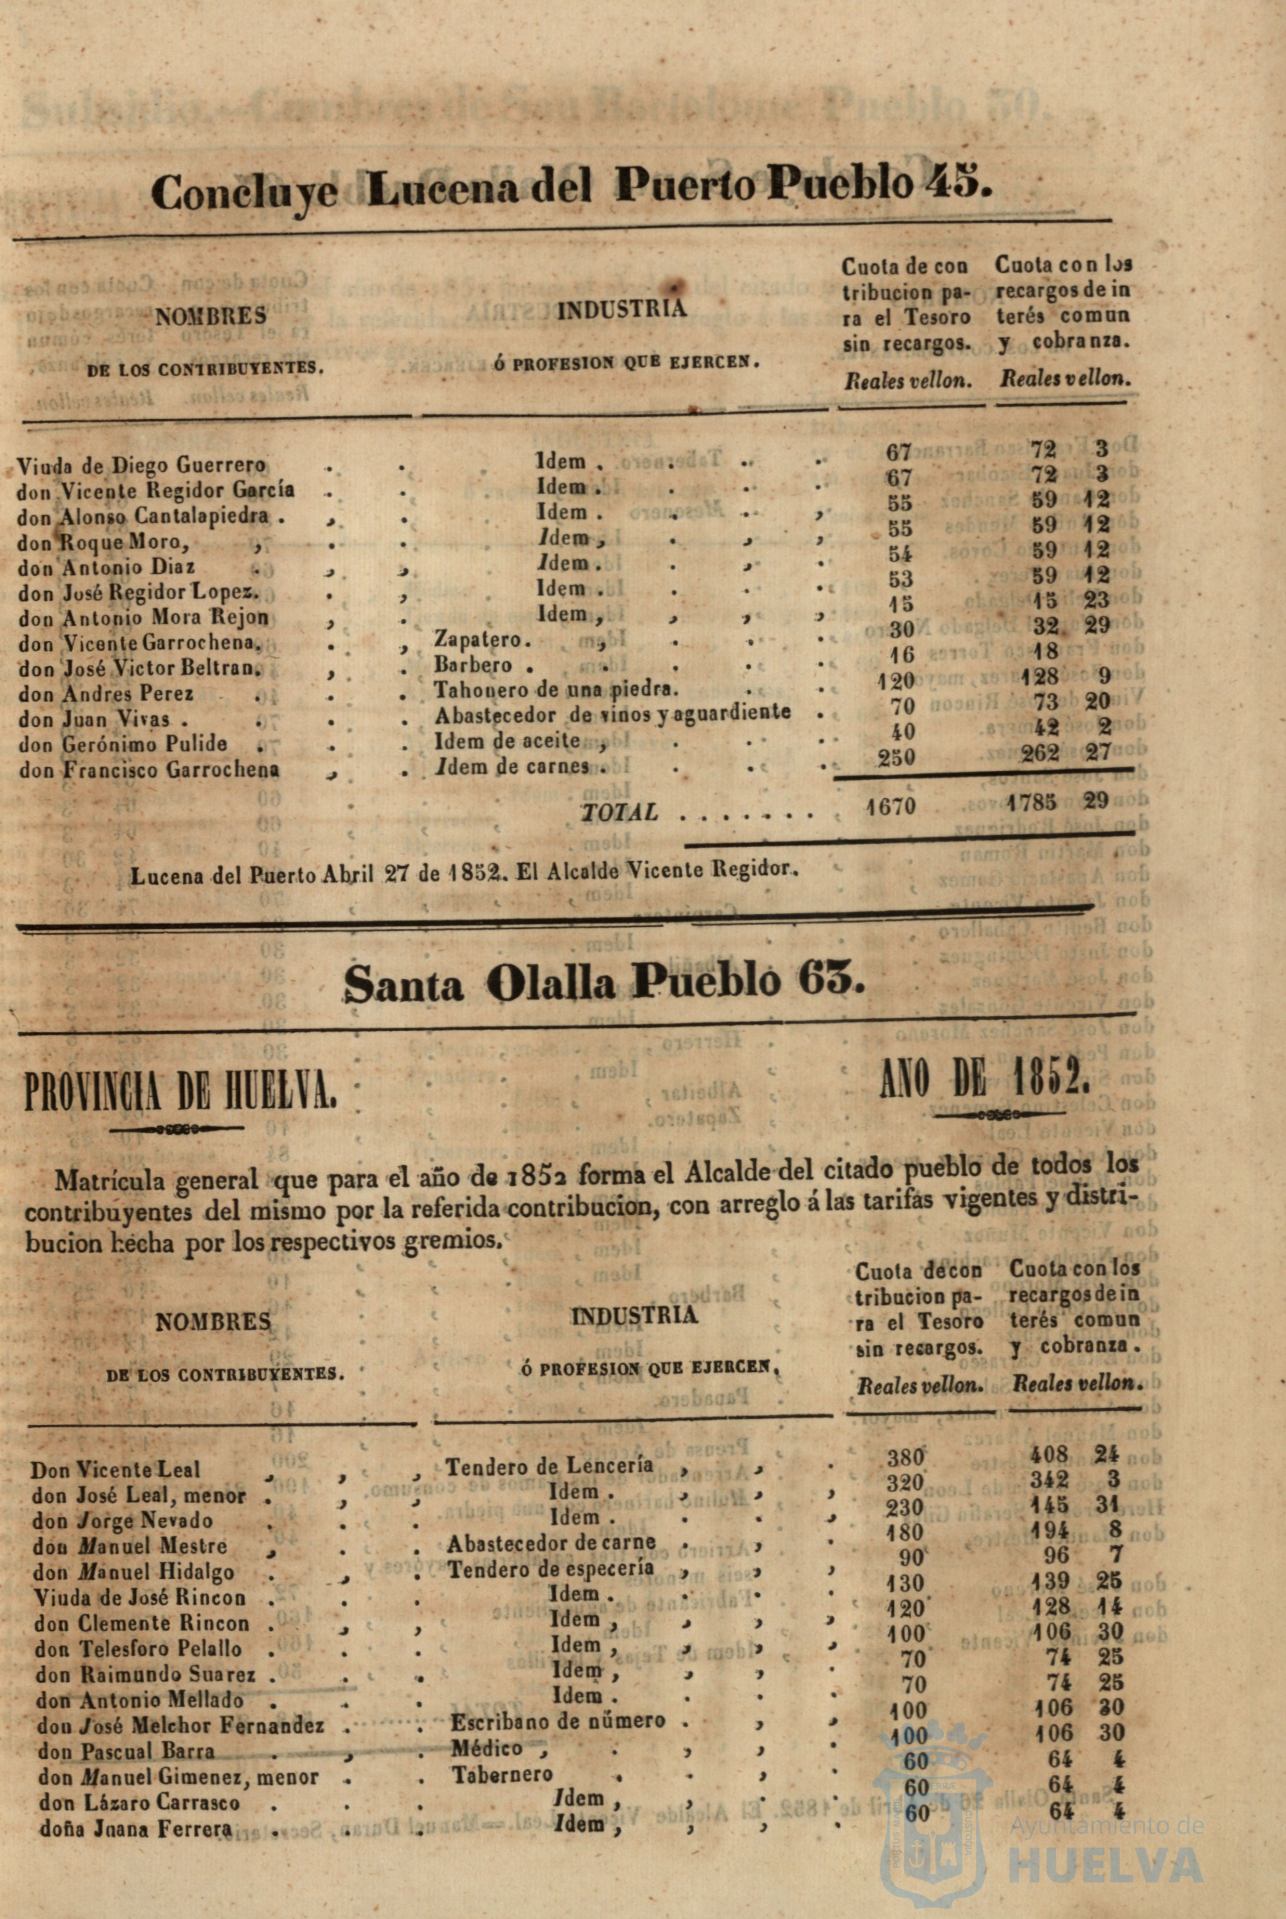 Concluye Lucena del Puerto Pueblo 45.
NOMBRES
DE LOS CONTRIBUYENTES.
INDUSTRIA
Ó PROFESION QUE EJERCEN.
Cuota de con
tribucion pa-
ra el Tesoro
sin recargos.
Reales vellon.
Cuota con los
recargos de in
terés comun
y cobranza.
Reales vellon.
Viuda de Diego Guerrero . . Idem . . . . 67 72 3
don Vicente Regidor García . . Idem . . . . 67 72 3
don Alonso Cantalapiedra . , . Idem . . . , 55 59 12
don Roque Moro, , . . Idem , . , , 55 59 12
don Antonio Diaz . , , Idem . . , . 54 59 12
don José Regidor Lopez. . , Idem . . . . 53 59 12
don Antonio Mora Rejon , . Idem , , , , 15 15 23
don Vicente Garrochena. . , Zapatero. , . . . 30 32 29
don José Victor Beltran. , . Barbero . . . . . 16 18
don Andres Perez . . . Tahonero de una piedra. . . 120 128 9
don Juan Vivas . . . . Abastecedor de vinos y aguardiente . 70 73 20
don Gerónimo Pulide . . . Idem de aceite , . . . 40 42 2
don Francisco Garrochena , . Idem de carnes . . . . 250 262 27
TOTAL . . . . . . . 1670 1785 29
Lucena del Puerto Abril 27 de 1852. El Alcalde Vicente Regidor.
Santa Olalla Pueblo 63.
PROVINCIA DE HUELVA.
ANO DE 1852.
Matrícula general que para el año de 1852 forma el Alcalde del citado pueblo de todos los
contribuyentes del mismo por la referida contribucion, con arreglo á las tarifas vigentes y distri-
bucion hecha por los respectivos gremios.
NOMBRES
DE LOS CONTRIBUYENTES.
INDUSTRIA
Ó PROFESION QUE EJERCEN,
Cuota de con
tribucion pa-
ra el Tesoro
sin recargos.
Reales vellon.
Cuota con los
recargos de in
terés comun
y cobranza.
Reales vellon.
Don Vicente Leal , , , Tendero de Lencería , , . 380 408 24
don José Leal, menor . , , Idem . , , , 320 342 3
don Jorge Nevado . . . Idem . . . , 230 145 31
don Manuel Mestre , . . Abastecedor de carne . , . 180 194 8
don Manuel Hidalgo . , . Tendero de especería , , , 90 96 7
Viuda de José Rincon . . . Idem . . . . 130 139 25
don Clemente Rincon . , , Idem , , , , 120 128 14
don Telesforo Pelallo . . . Idem , , , , 100 106 30
don Raimundo Suarez . . . Idem , , , . 70 74 25
don Antonio Mellado . . . Idem . . . . 70 74 25
don José Melchor Fernandez . . Escribano de número . , , 100 106 30
don Pascual Barra . , . Médico , . , , . 100 106 30
don Manuel Gimenez, menor . . Tabernero . . , . 60 64 4
don Lázaro Carrasco . . . Idem , , . . 60 64 4
doña Juana Ferrera . . . Idem , , , . 60 64 4
Ayuntamiento de
HUELVA